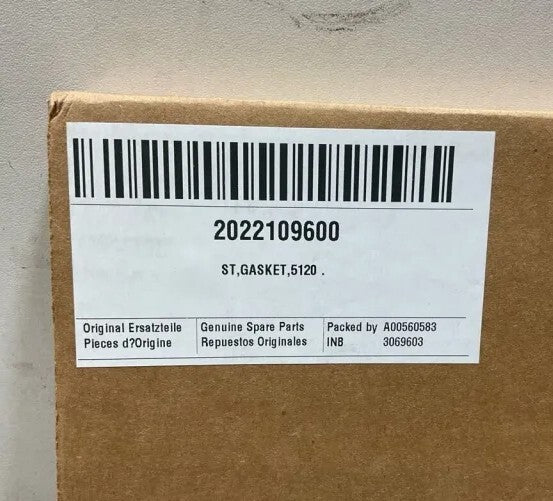 2022109600
ST,GASKET,5120 .
Original Ersatzteile
Pieces d?Origine
Genuine Spare Parts
Repuestos Originales
Packed by A00560583
INB 3069603